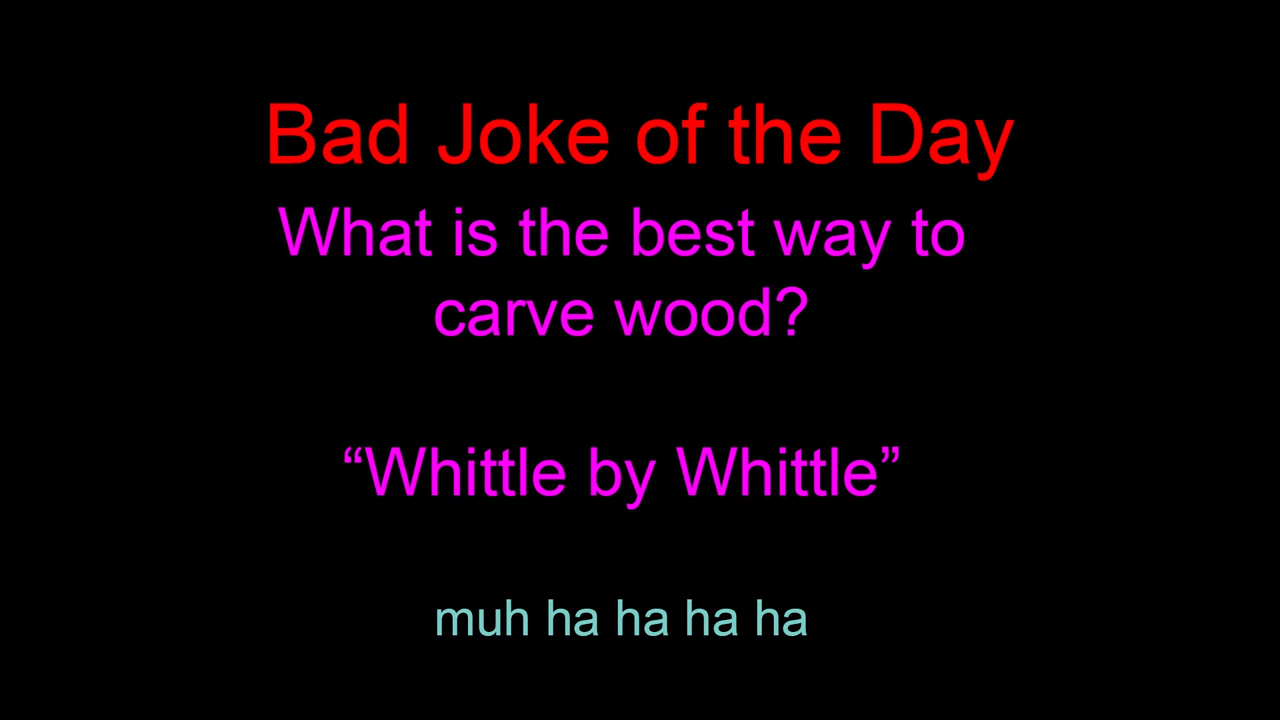 Bad Joke of the Day
What is the best way to
carve wood?
“Whittle by Whittle”
muh ha ha ha ha